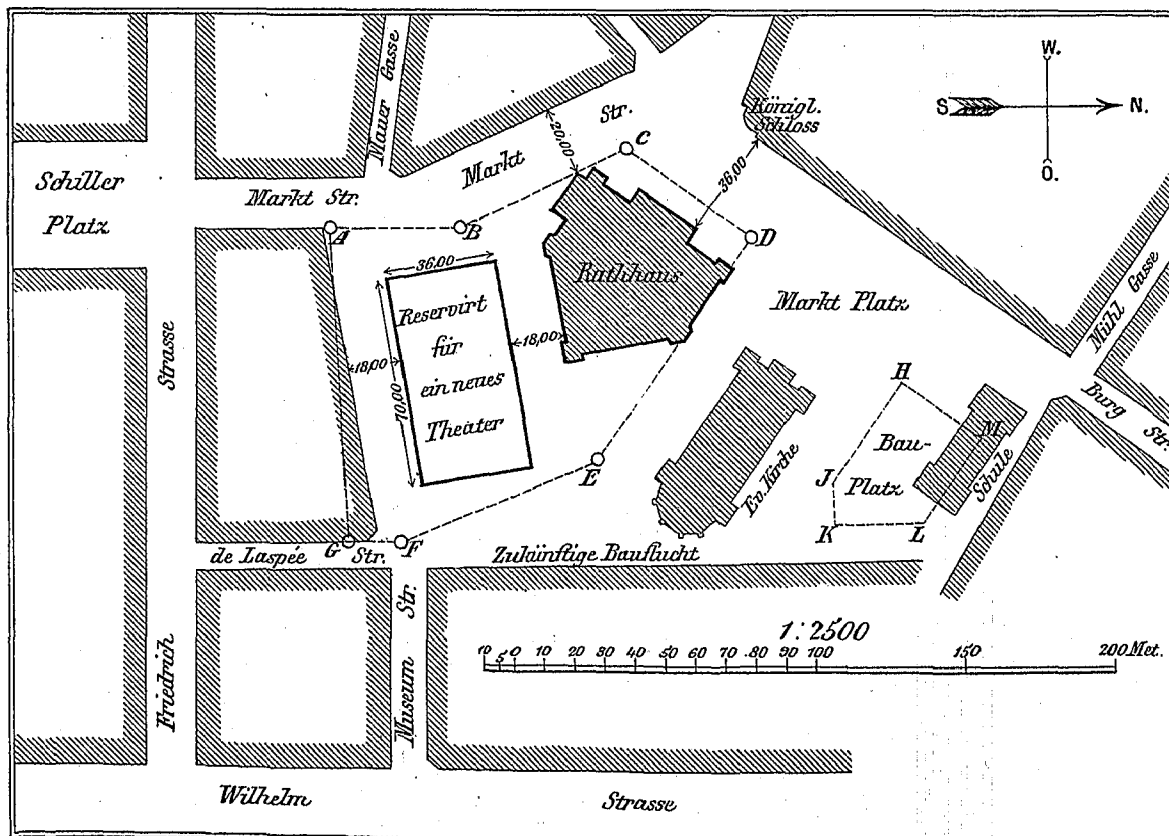 Mauer Gasse
Markt
Str.
20,00
C
Königl.
Schloss
36,00
W.
S
N.
O.
Schiller
Platz
Markt Str.
A
B
D
36,00
Rathhaus
Markt Platz
Mühl Gasse
Burg Str.
Reservirt
für
ein neues
Theater
18,00
18,00
70,00
Strasse
H
Bau-
Platz
M
Schule
J
K
L
E
Ev. Kirche
de Laspée
G
Str.
F
Zukünftige Bauflucht
1:2500
10 5 0 10 20 30 40 50 60 70 80 90 100 150 200 Met.
Friedrich
Museum
Str.
Wilhelm
Strasse